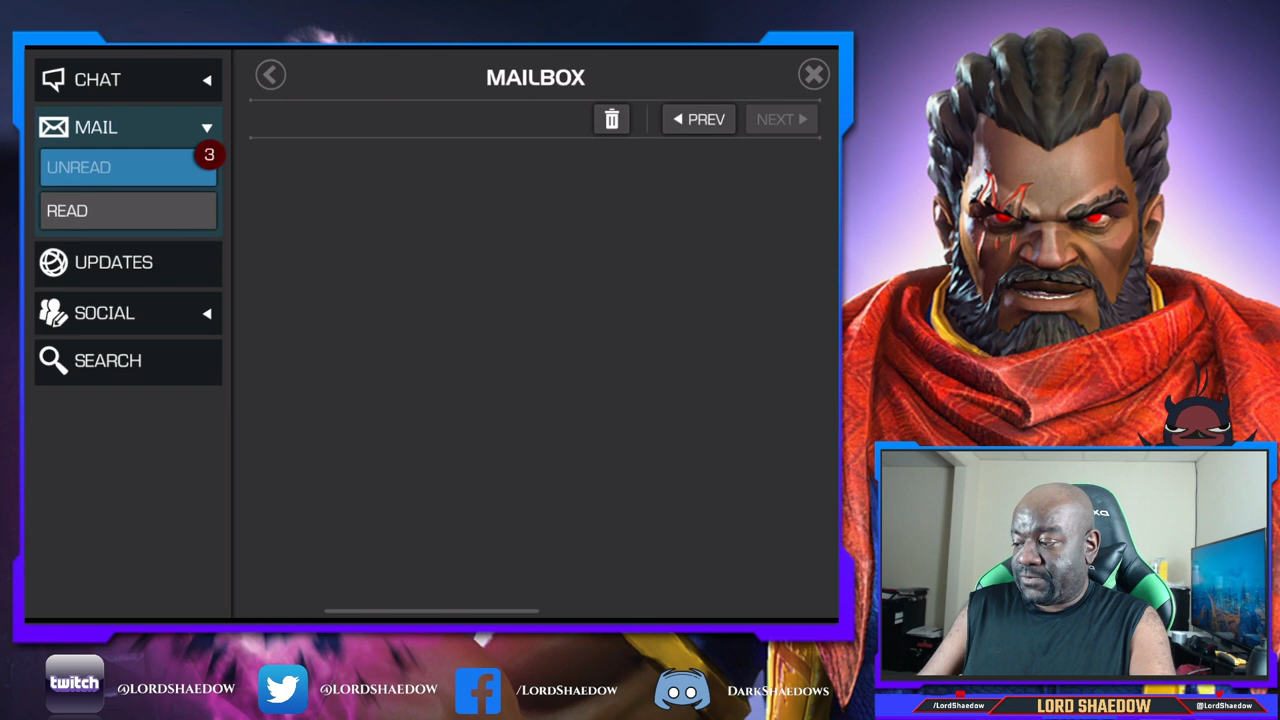 CHAT
MAIL
3
UNREAD
READ
UPDATES
SOCIAL
SEARCH
MAILBOX
PREV
NEXT
twitch
@LORDSHAEDOW
@LORDSHAEDOW
/LORDSHAEDOW
DARKSHAEDOWS
/LordShaedow
LORD SHAEDOW
@LordShaedow